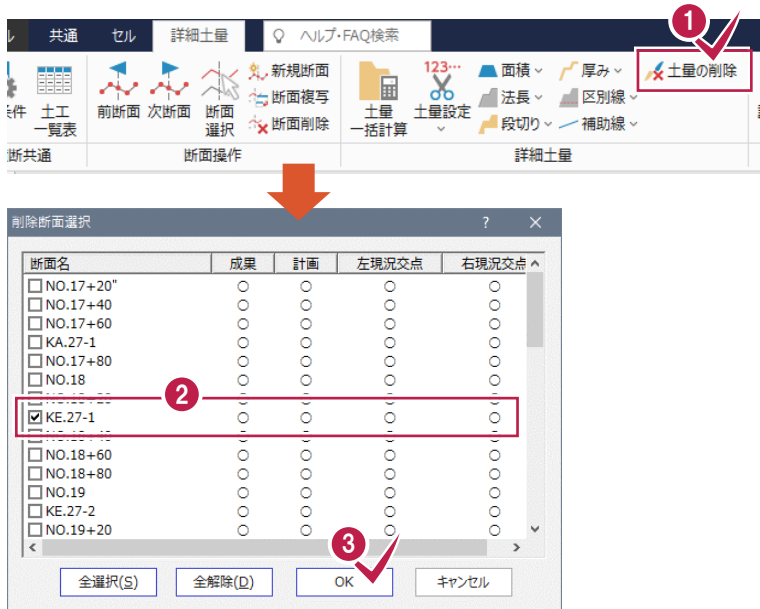 共通 セル 詳細土量 ヘルプ・FAQ検索
1
新規断面 123… 面積 厚み 土量の削除
断面複写 法長 区別線
断面削除 段切り 補助線
件 土工 前断面 次断面 断面 土量 土量設定
一覧表 選択 一括計算
断共通 断面操作 詳細土量
削除断面選択 ? ×
断面名 成果 計画 左現況交点 右現況交点
NO.17+20" ○ ○ ○ ○
NO.17+40 ○ ○ ○ ○
NO.17+60 ○ ○ ○ ○
KA.27-1 ○ ○ ○ ○
NO.17+80 ○ ○ ○ ○
NO.18 ○ ○ ○ ○
2
KE.27-1 ○ ○ ○ ○
NO.18+60 ○ ○ ○ ○
NO.18+80 ○ ○ ○ ○
NO.19 ○ ○ ○ ○
KE.27-2 ○ ○ ○ ○
NO.19+20 ○ ○ ○ ○
3
全選択(S) 全解除(D) OK キャンセル